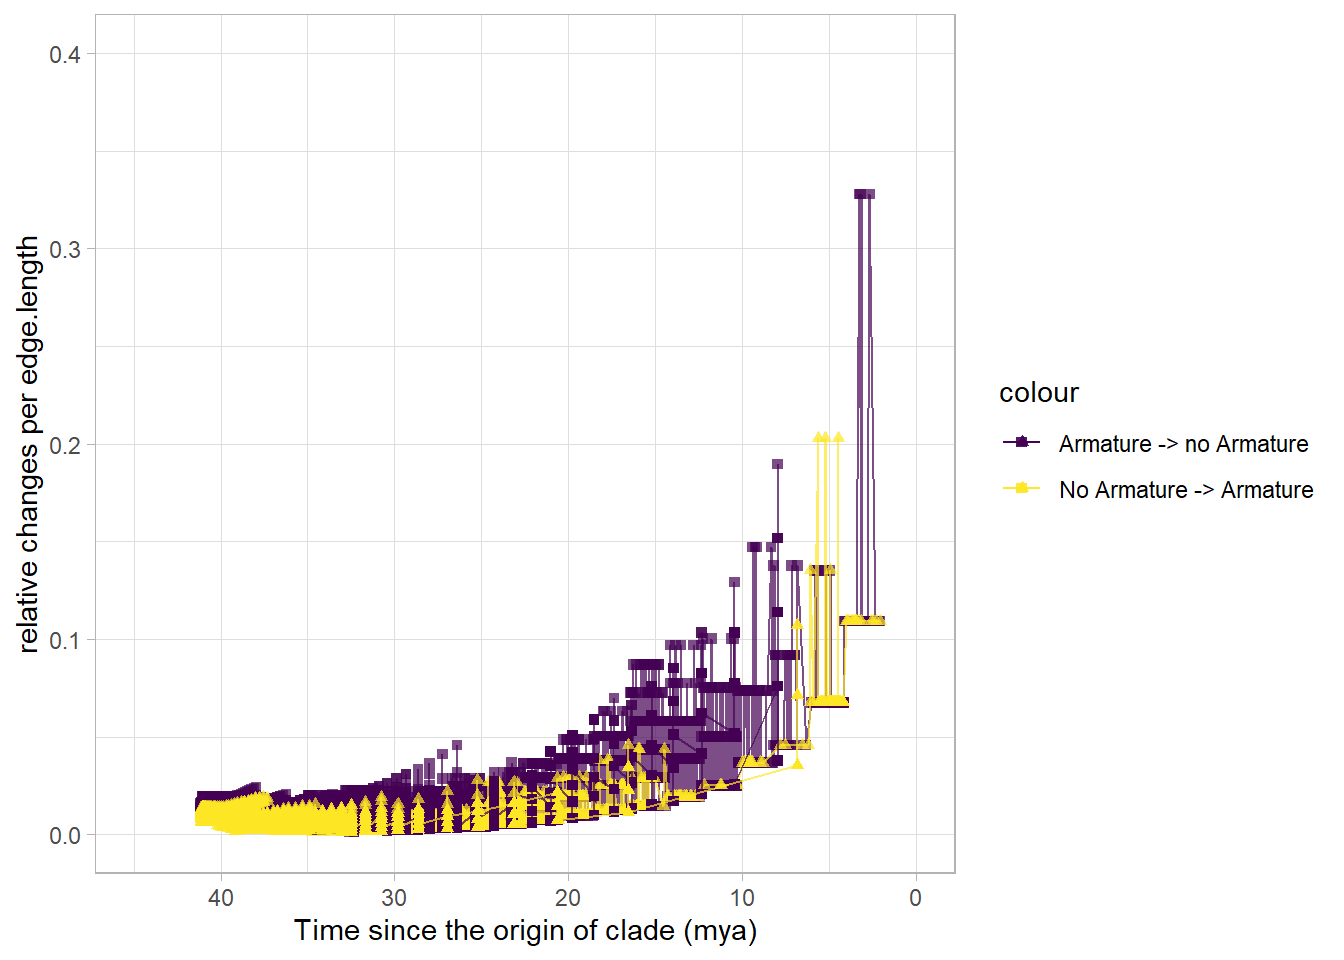 0.4
0.3
0.2
0.1
0.0
relative changes per edge.length
40
30
20
10
0
Time since the origin of clade (mya)
colour
Armature -> no Armature
No Armature -> Armature